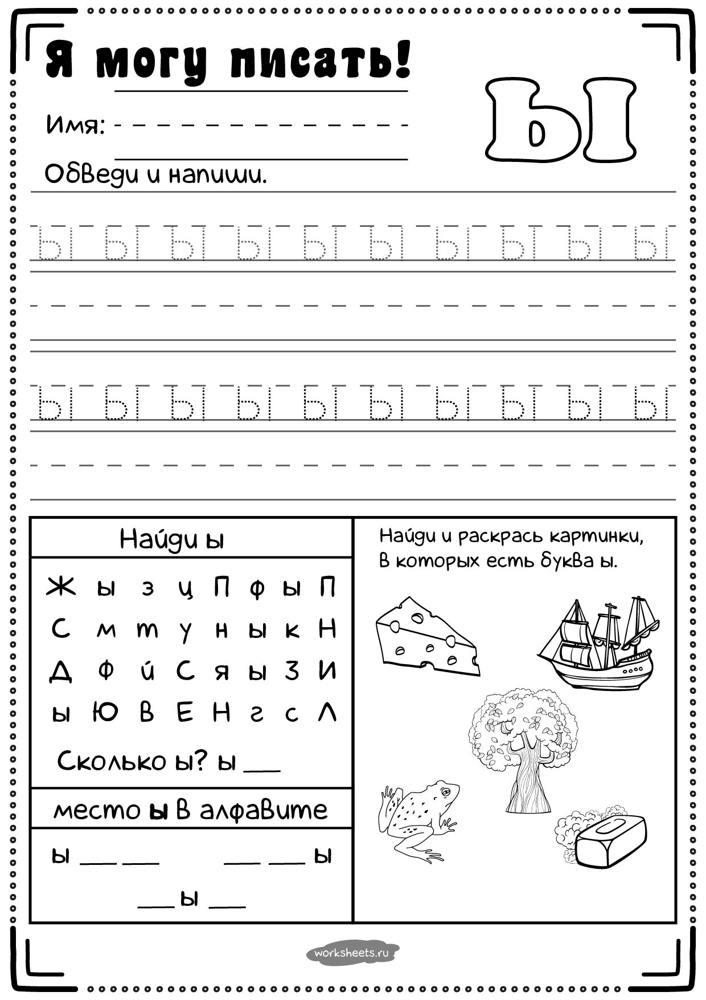 Я могу писать!
ы
Имя:
Обведи и напиши.
ы ы ы ы ы ы ы ы ы ы
ы ы ы ы ы ы ы ы ы ы
Найди ы
Ж ы з ц П ф ы П
С м т у н ы к Н
Д Ф й С я ы З И
ы Ю В Е Н г с Л
Сколько ы? ы ___
место ы в алфавите
ы ___ ___ ___ ___ ы
___ ы ___
Найди и раскрась картинки,
в которых есть буква ы.
worksheets.ru